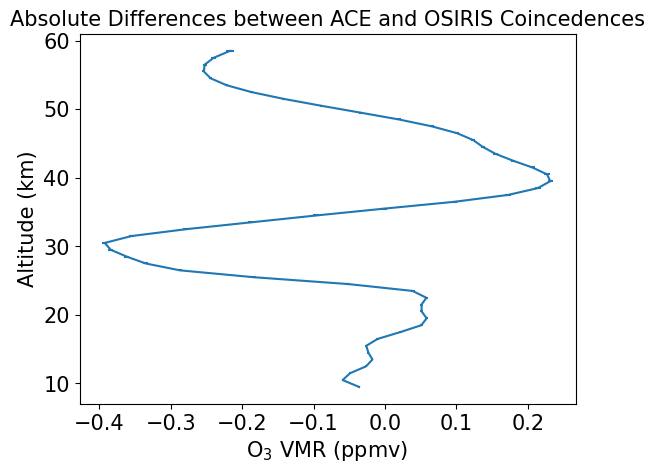 Absolute Differences between ACE and OSIRIS Coincedences
60
50
40
30
20
10
Altitude (km)
−0.4 −0.3 −0.2 −0.1 0.0 0.1 0.2
O₃ VMR (ppmv)